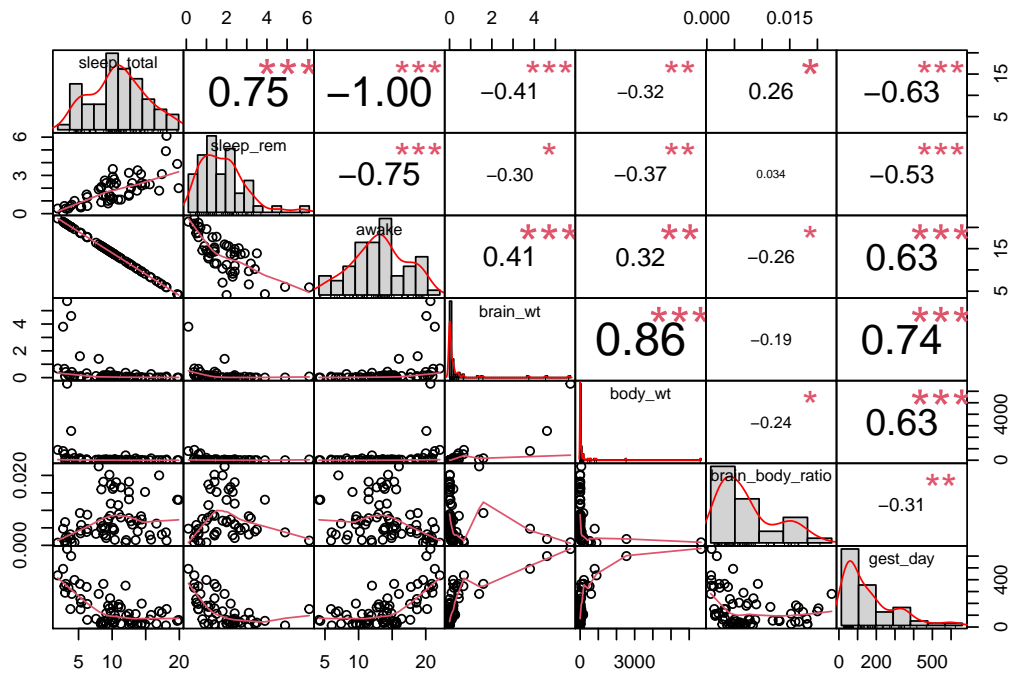 0 2 4 6 0 2 4 0.000 0.015
sleep_total *** 0.75 *** −1.00 *** −0.41 ** −0.32 * 0.26 *** −0.63 5 15
0 3 6 sleep_rem *** −0.75 * −0.30 ** −0.37 0.034 *** −0.53
awake *** 0.41 ** 0.32 * −0.26 *** 0.63 5 15
0 2 4 brain_wt *** 0.86 −0.19 *** 0.74
body_wt * −0.24 *** 0.63 0 4000
0.000 0.020 brain_body_ratio ** −0.31
gest_day 0 400
5 10 20 5 10 20 0 3000 0 200 500